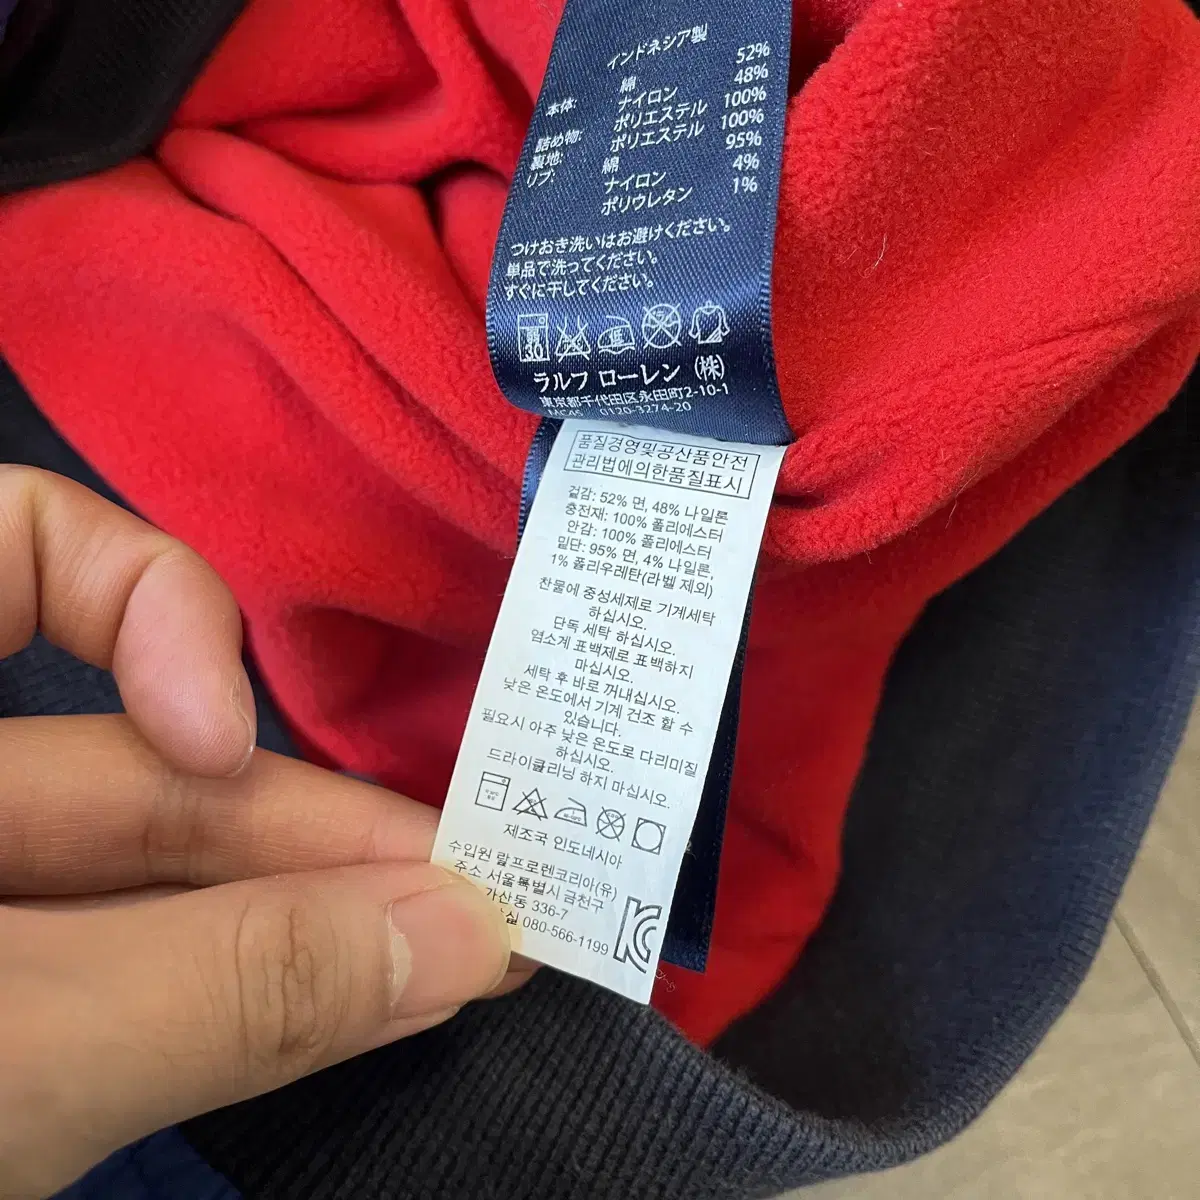 インドネシア製
本体: 綿 52%
ナイロン 48%
詰め物: ポリエステル 100%
裏地: ポリエステル 100%
リブ: 綿 95%
ナイロン 4%
ポリウレタン 1%
つけおき洗いはお避けください。
単品で洗ってください。
すぐに干してください。
30
ラルフ ローレン (株)
東京都千代田区永田町2-10-1
MC45 0120-3274-20
품질경영및공산품안전
관리법에의한품질표시
겉감: 52% 면, 48% 나일론
충전재: 100% 폴리에스터
안감: 100% 폴리에스터
밑단: 95% 면, 4% 나일론,
1% 폴리우레탄(라벨 제외)
찬물에 중성세제로 기계세탁
하십시오.
단독 세탁 하십시오.
염소계 표백제로 표백하지
마십시오.
세탁 후 바로 꺼내십시오.
낮은 온도에서 기계 건조 할 수
있습니다.
필요시 아주 낮은 온도로 다리미질
하십시오.
드라이클리닝 하지 마십시오.
제조국 인도네시아
수입원 랄프로렌코리아(유)
주소 서울특별시 금천구
가산동 336-7
실 080-566-1199